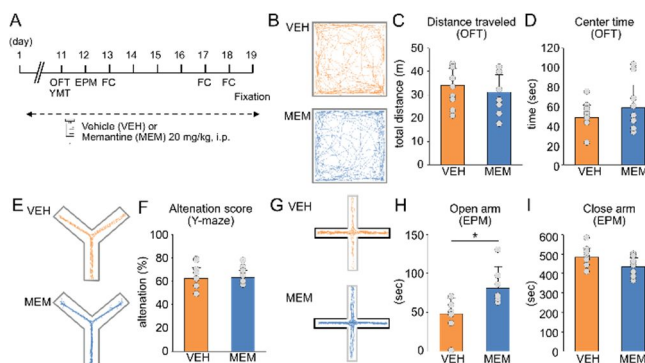 A
(day)
1 11 12 13 14 15 16 17 18 19
OFT EPM FC FC FC Fixation
YMT
Vehicle (VEH) or
Memantine (MEM) 20 mg/kg, i.p.
B
VEH
MEM
C
Distance traveled
(OFT)
total distance (m)
50
40
30
20
10
0
VEH MEM
D
Center time
(OFT)
time (sec)
120
100
80
60
40
20
0
VEH MEM
E
VEH
MEM
F
Altenation score
(Y-maze)
altenation (%)
100
80
60
40
20
0
VEH MEM
G
VEH
MEM
H
Open arm
(EPM)
*
(sec)
150
100
50
0
VEH MEM
I
Close arm
(EPM)
(sec)
600
500
400
300
200
100
0
VEH MEM